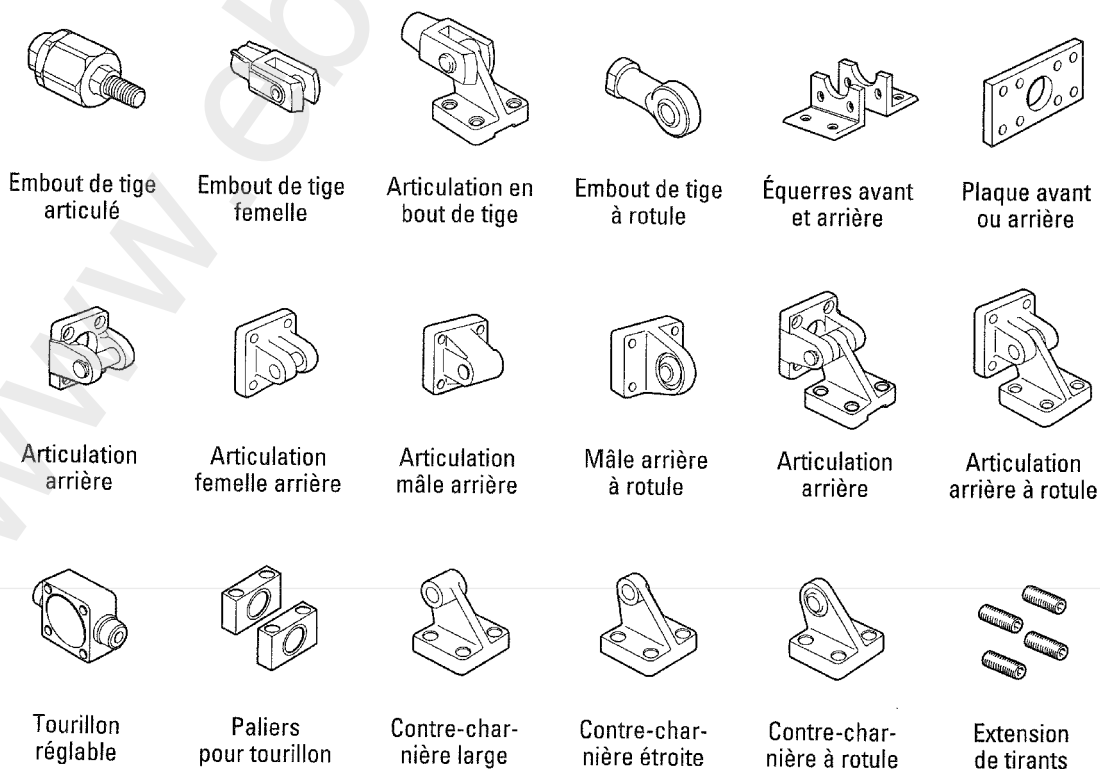 Embout de tige
articulé
Embout de tige
femelle
Articulation en
bout de tige
Embout de tige
à rotule
Équerres avant
et arrière
Plaque avant
ou arrière
Articulation
arrière
Articulation
femelle arrière
Articulation
mâle arrière
Mâle arrière
à rotule
Articulation
arrière
Articulation
arrière à rotule
Tourillon
réglable
Paliers
pour tourillon
Contre-char-
nière large
Contre-char-
nière étroite
Contre-char-
nière à rotule
Extension
de tirants
www.eb